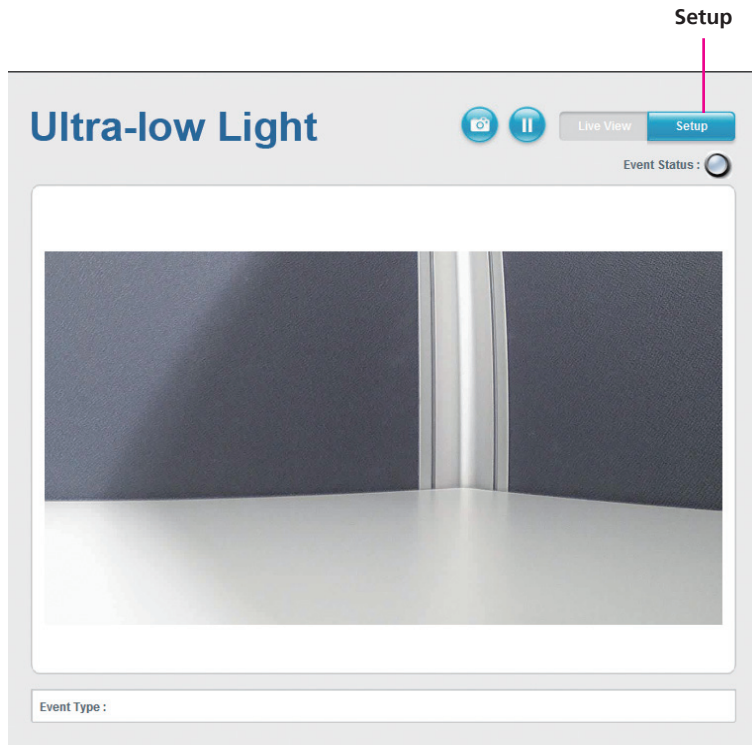 Setup
Ultra-low Light
Live View
Setup
Event Status :
Event Type :